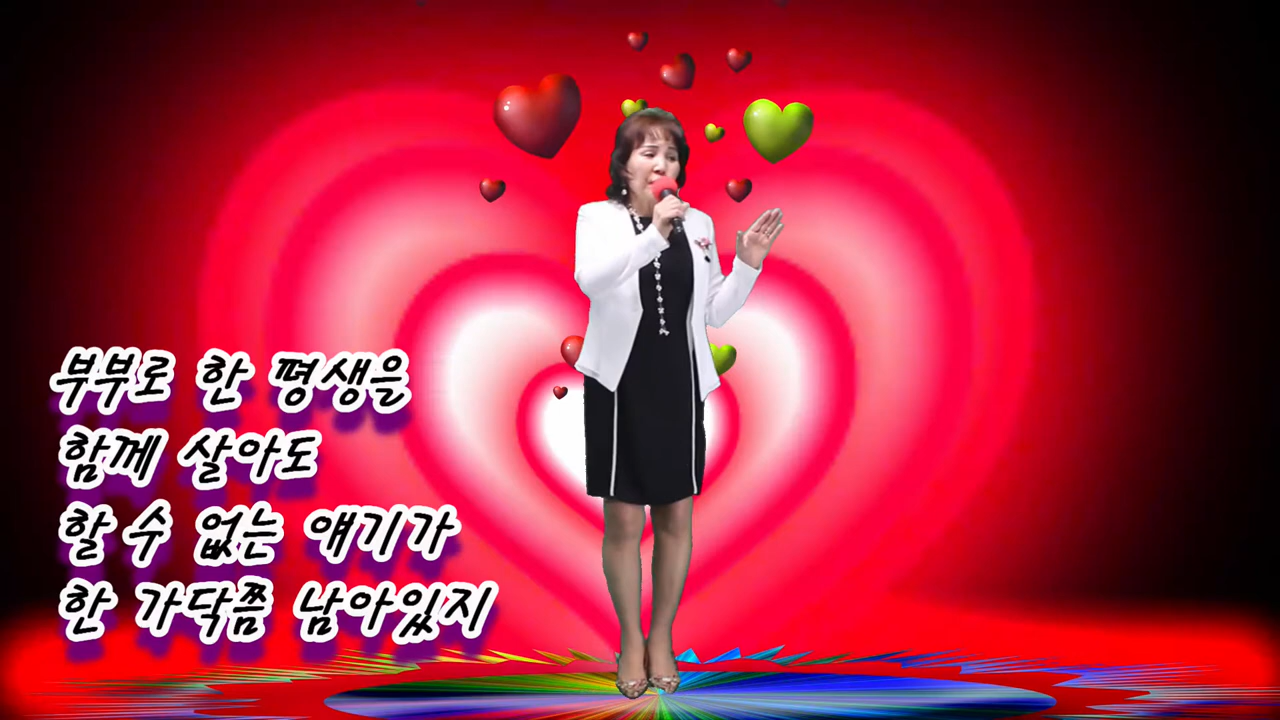 부부로 한 평생을
함께 살아도
할 수 없는 얘기가
한 가닥쯤 남아있지